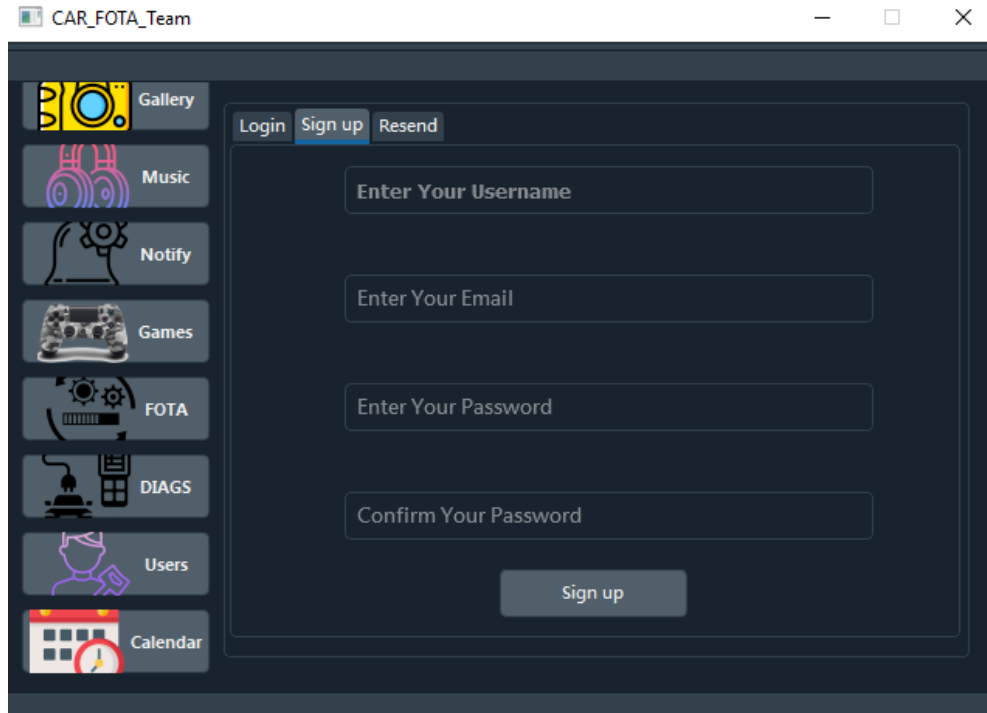 CAR_FOTA_Team
Gallery
Music
Notify
Games
FOTA
DIAGS
Users
Calendar
Login Sign up Resend
Enter Your Username
Enter Your Email
Enter Your Password
Confirm Your Password
Sign up